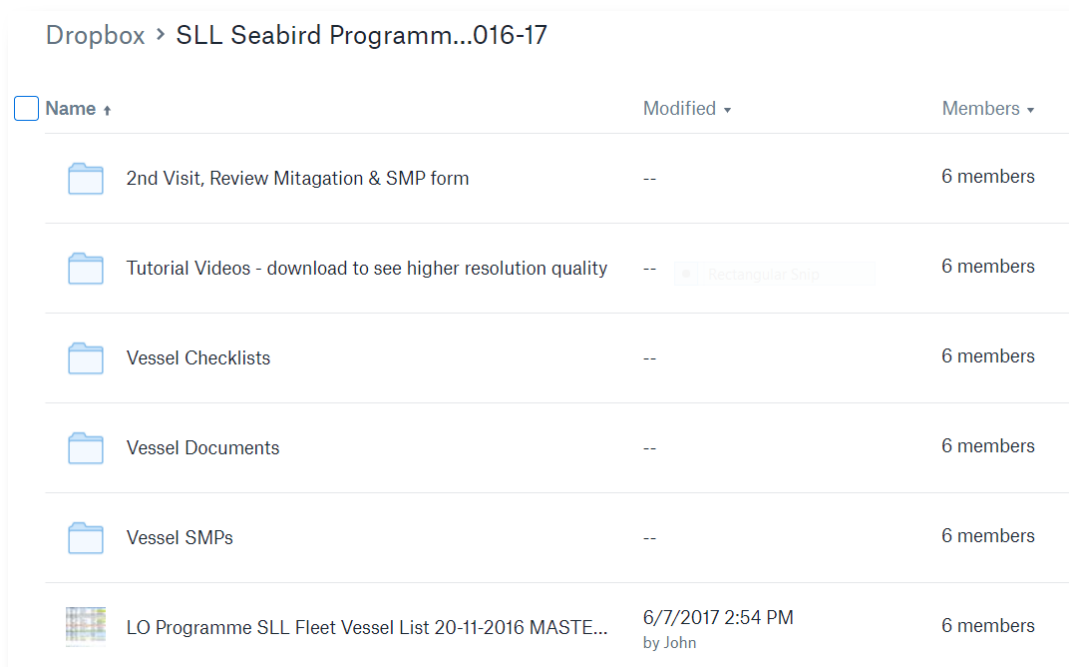 Dropbox > SLL Seabird Programm...016-17
Name Modified Members
2nd Visit, Review Mitagation & SMP form -- 6 members
Tutorial Videos - download to see higher resolution quality -- 6 members
Rectangular Snip
Vessel Checklists -- 6 members
Vessel Documents -- 6 members
Vessel SMPs -- 6 members
LO Programme SLL Fleet Vessel List 20-11-2016 MASTE... 6/7/2017 2:54 PM 6 members
by John